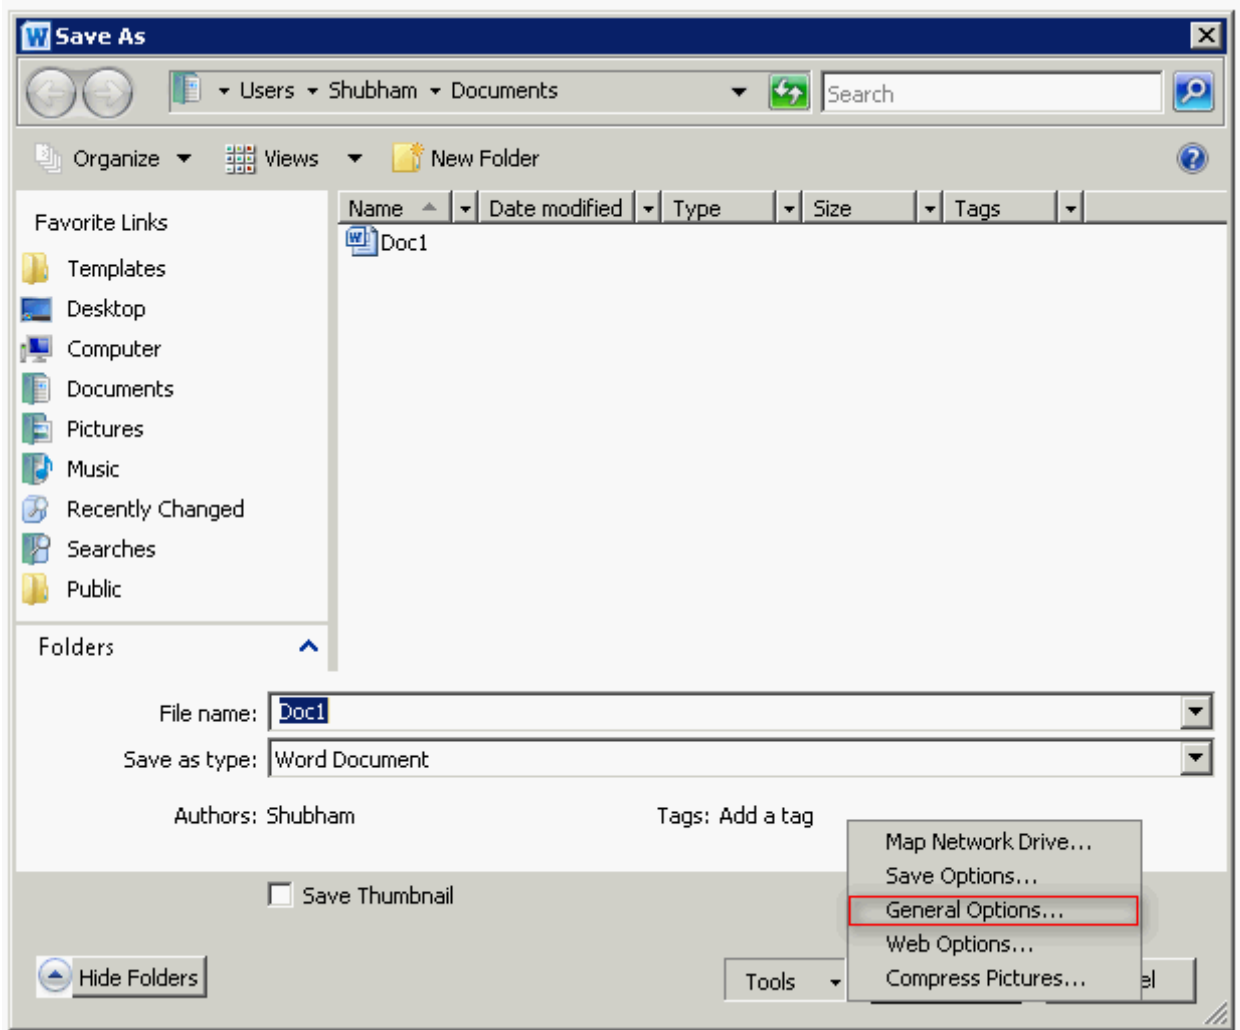 Save As
Users Shubham Documents
Search
Organize Views New Folder
Favorite Links
Templates
Desktop
Computer
Documents
Pictures
Music
Recently Changed
Searches
Public
Folders
Name Date modified Type Size Tags
Doc1
File name: Doc1
Save as type: Word Document
Authors: Shubham Tags: Add a tag
Save Thumbnail
Map Network Drive...
Save Options...
General Options...
Web Options...
Compress Pictures...
Hide Folders
Tools
el